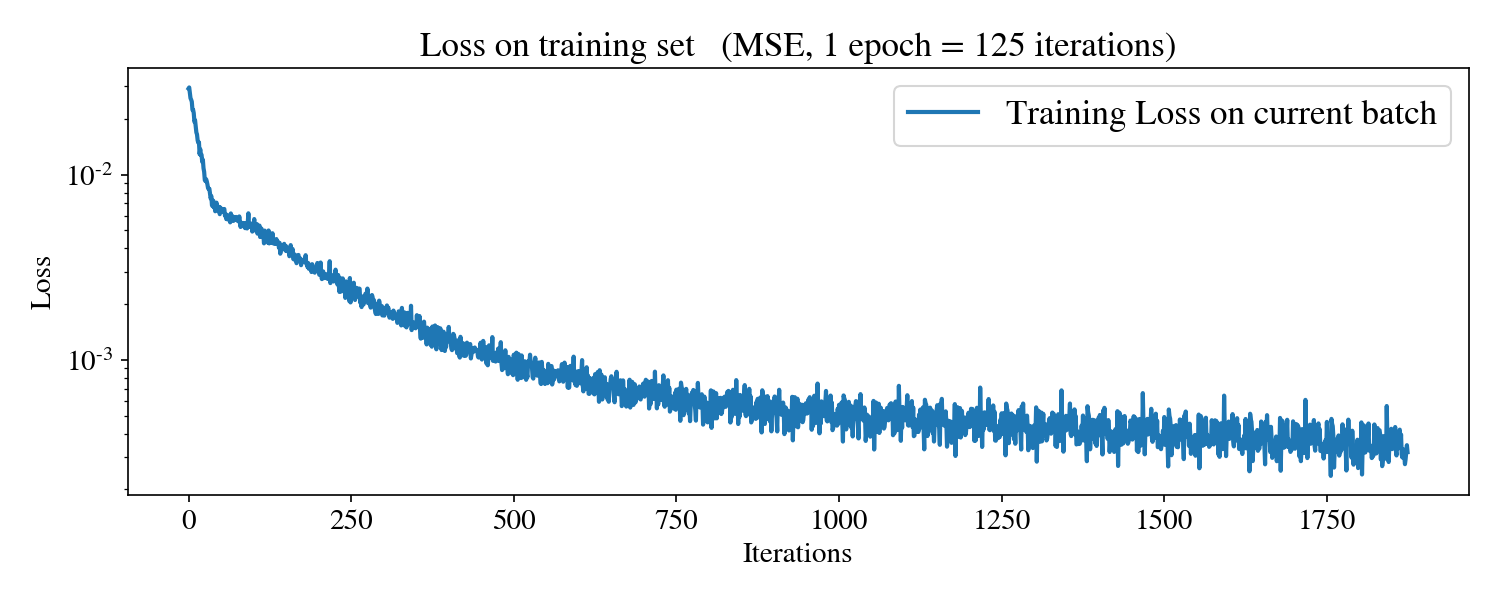 Loss on training set (MSE, 1 epoch = 125 iterations)
Training Loss on current batch
Loss
10⁻²
10⁻³
0 250 500 750 1000 1250 1500 1750
Iterations